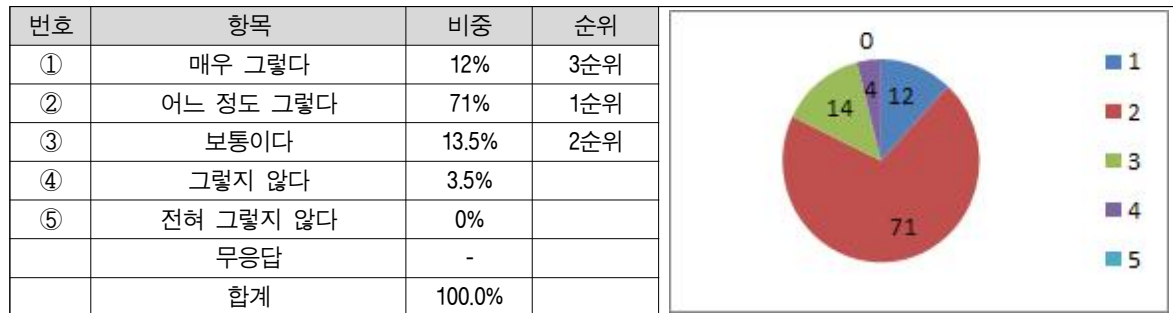 번호 항목 비중 순위
① 매우 그렇다 12% 3순위
② 어느 정도 그렇다 71% 1순위
③ 보통이다 13.5% 2순위
④ 그렇지 않다 3.5%
⑤ 전혀 그렇지 않다 0%
무응답 -
합계 100.0%
0
4 12
14
71
1
2
3
4
5